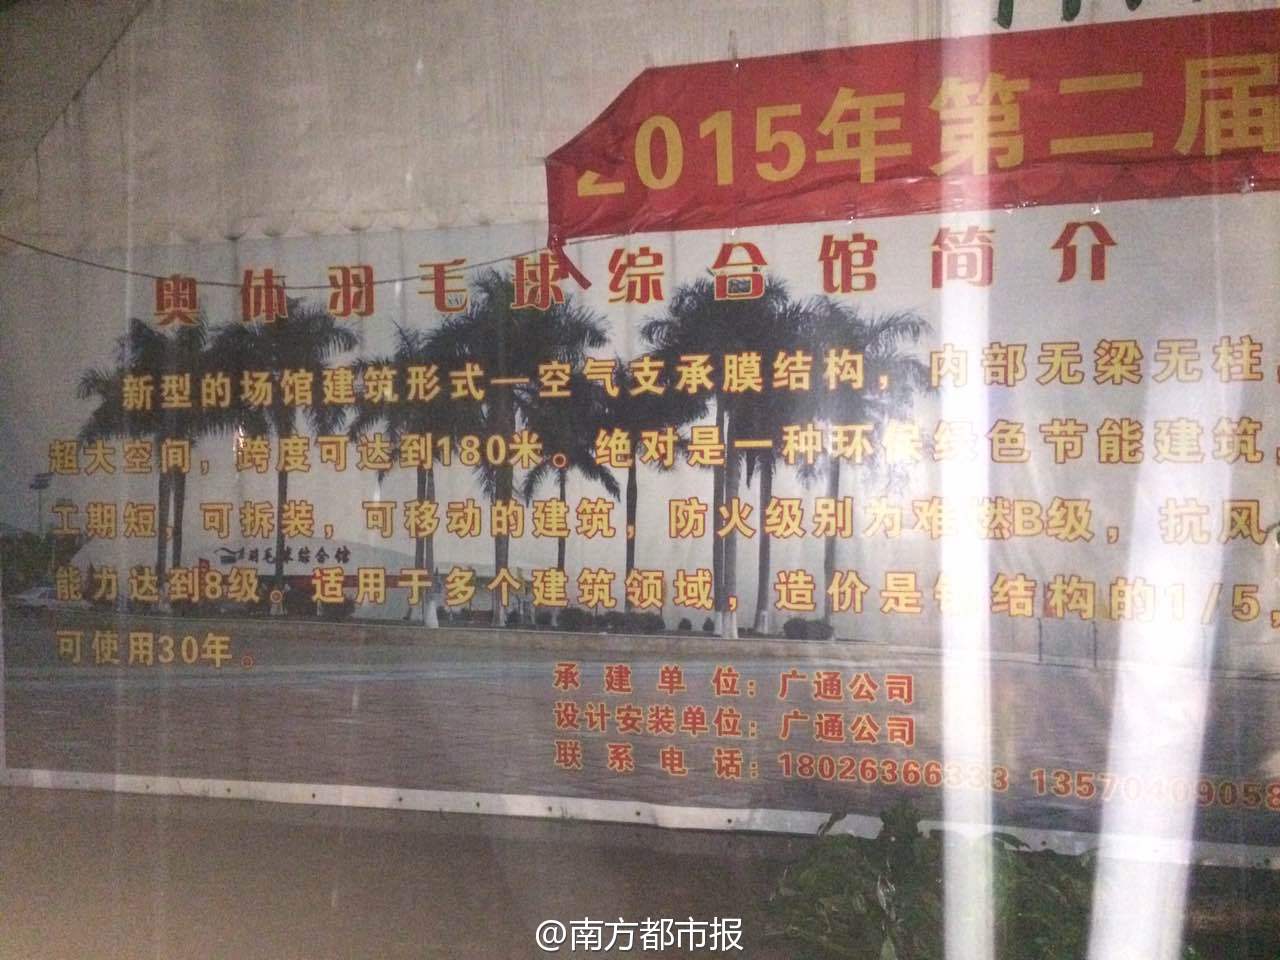 2015年第二届
奥体羽毛球综合馆简介
新型的场馆建筑形式一空气支承膜结构，内部无梁无柱，
超大空间，跨度可达到180米。绝对是一种环保绿色节能建筑，
工期短，可拆装，可移动的建筑，防火级别为难燃B级，抗风
能力达到8级。适用于多个建筑领域，造价是钢结构的1/5，
可使用30年。
羽毛球综合馆
承建单位：广通公司
设计安装单位：广通公司
联系电话：18026366333 13570409058
@南方都市报